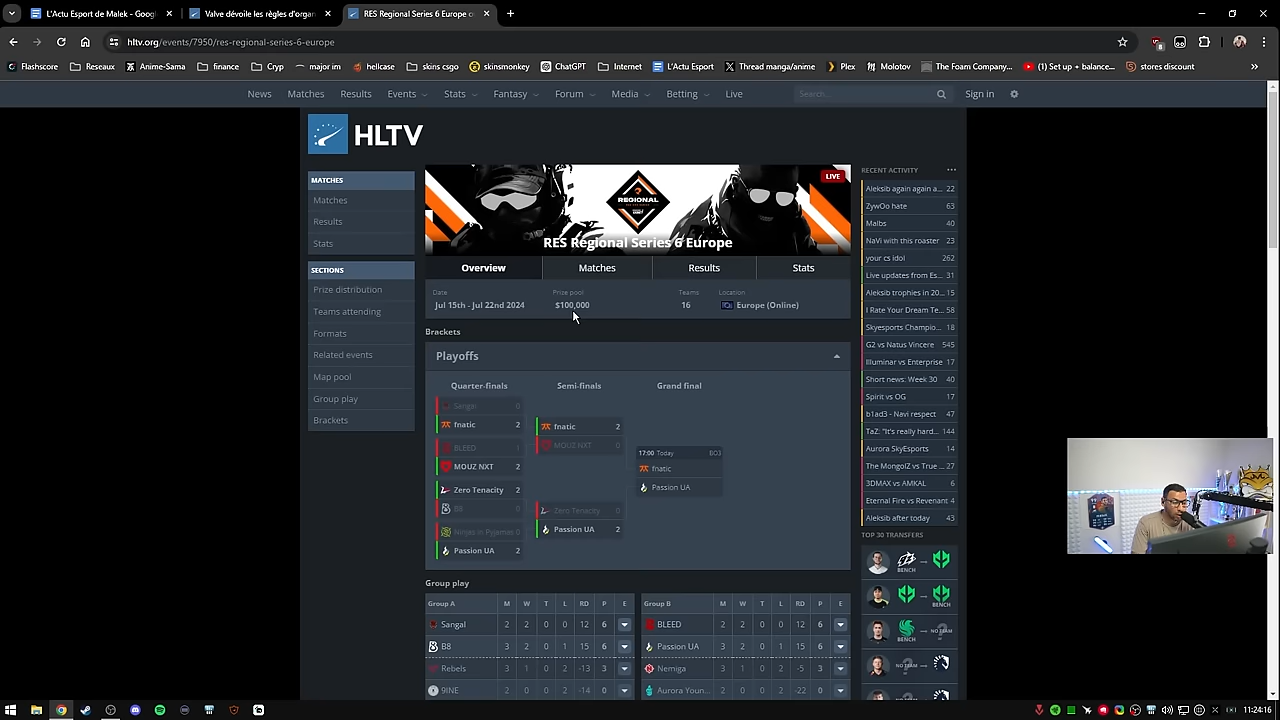 L'Actu Esport de Malek - Googl
Valve dévoile les règles d'organ
RES Regional Series 6 Europe o
hltv.org/events/7950/res-regional-series-6-europe
Flashscore
Reseaux
Anime-Sama
finance
Cryp
major im
hellcase
skins csgo
skinsmonkey
ChatGPT
Internet
L'Actu Esport
Thread manga/anime
Plex
Molotov
The Foam Company...
(1) Set up + balance...
stores discount
News
Matches
Results
Events
Stats
Fantasy
Forum
Media
Betting
Live
Search...
Sign in
HLTV
MATCHES
Matches
Results
Stats
SECTIONS
Prize distribution
Teams attending
Formats
Related events
Map pool
Group play
Brackets
LIVE
REGIONAL
RES Regional Series 6 Europe
Overview
Matches
Results
Stats
Date
Prize pool
Teams
Location
Jul 15th - Jul 22nd 2024
$100,000
16
Europe (Online)
Brackets
Playoffs
Quarter-finals
Semi-finals
Grand final
Sangal 0
fnatic 2
BLEED 1
MOUZ NXT 2
Zero Tenacity 2
B8 0
Ninjas in Pyjamas 0
Passion UA 2
fnatic 2
MOUZ NXT 0
Zero Tenacity 0
Passion UA 2
17:00 Today BO3
fnatic
Passion UA
Group play
Group A M W T L RD P E
Sangal 2 2 0 0 12 6
B8 3 2 0 1 15 6
Rebels 3 1 0 2 -13 3
9INE 2 0 0 2 -14 0
Group B M W T L RD P E
BLEED 2 2 0 0 12 6
Passion UA 3 2 0 1 15 6
Nemiga 3 1 0 2 -5 3
Aurora Youn... 2 0 0 2 -22 0
RECENT ACTIVITY
Aleksib again again a... 22
ZywOo hate 63
Malbs 40
NaVi with this roaster 23
your cs idol 262
Live updates from Es... 31
Aleksib trophies in 20... 15
I Rate Your Dream Te... 58
Skyesports Champio... 18
G2 vs Natus Vincere 545
Illuminar vs Enterprise 17
Short news: Week 30 40
Spirit vs OG 17
b1ad3 - Navi respect 47
TaZ: "It's really hard... 144
Aurora SkyEsports 14
The MongolZ vs True ... 27
3DMAX vs AMKAL 6
Eternal Fire vs Revenant 4
Aleksib after today 43
TOP 30 TRANSFERS
BENCH
BENCH
BENCH
NO TEAM
NO TEAM
11:24:16